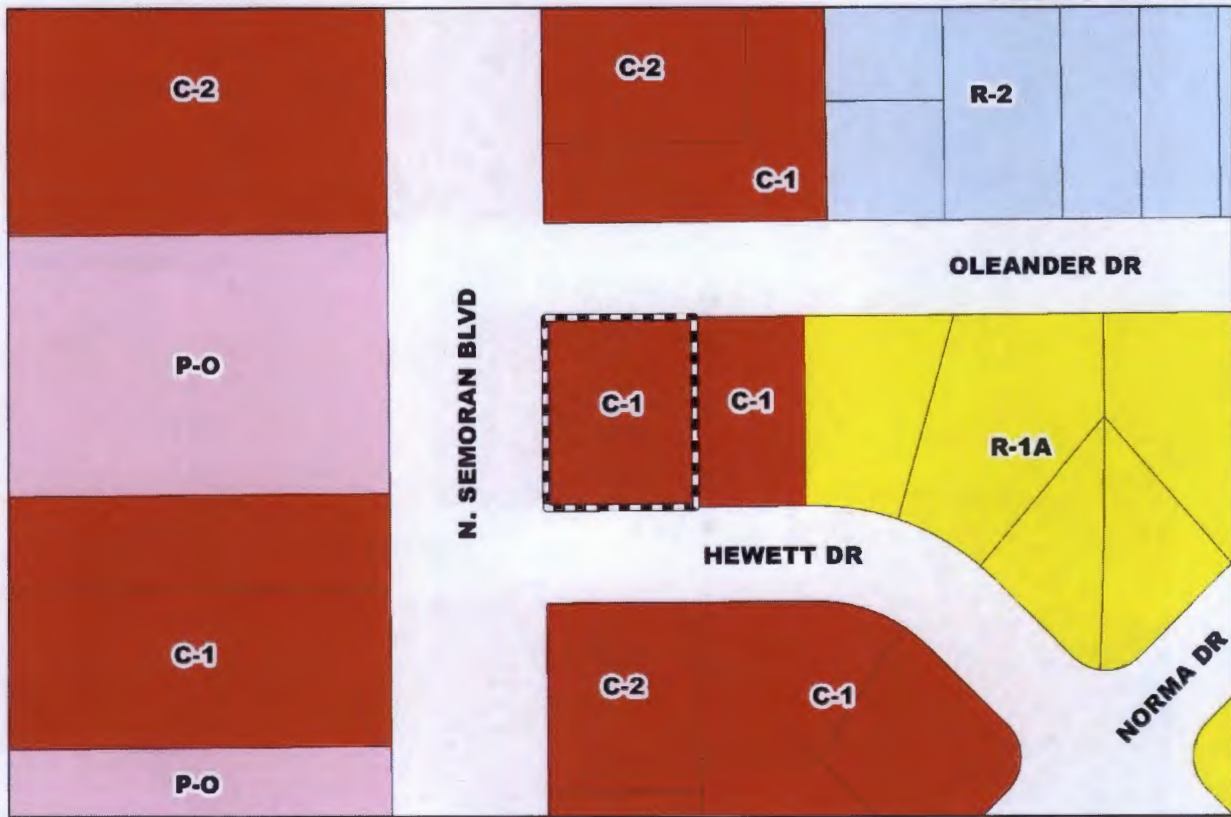 C-2
C-2
R-2
C-1
OLEANDER DR
P-O
N. SEMORAN BLVD
C-1
C-1
R-1A
HEWETT DR
C-1
C-2
C-1
NORMA DR
P-O